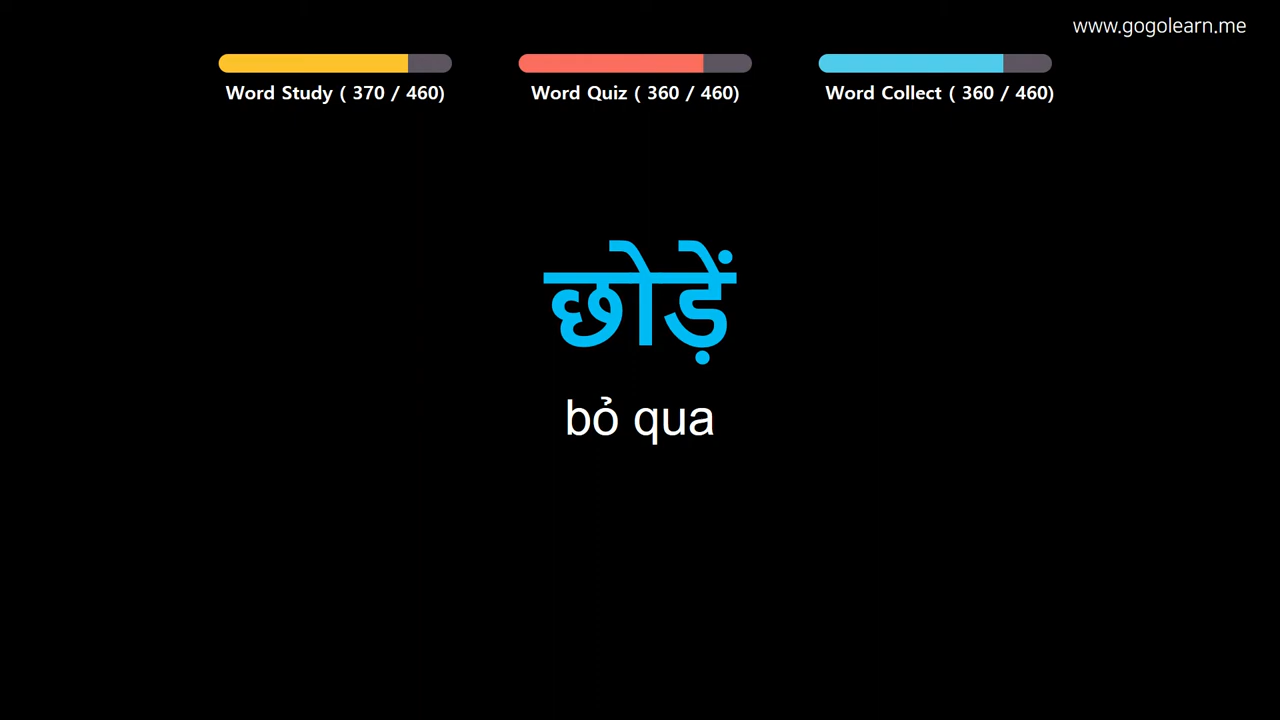 www.gogolearn.me
Word Study ( 370 / 460)
Word Quiz ( 360 / 460)
Word Collect ( 360 / 460)
छोड़ें
bỏ qua